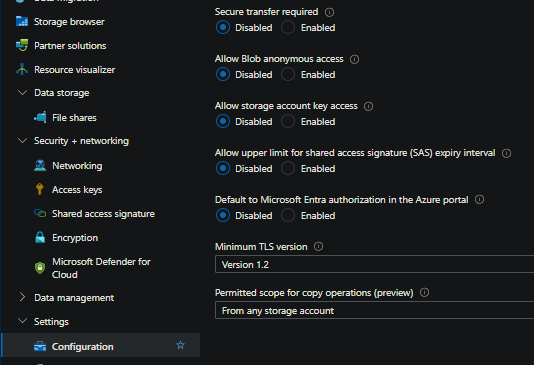 Data migration
Storage browser
Partner solutions
Resource visualizer
Data storage
File shares
Security + networking
Networking
Access keys
Shared access signature
Encryption
Microsoft Defender for
Cloud
Data management
Settings
Configuration
Secure transfer required
Disabled Enabled
Allow Blob anonymous access
Disabled Enabled
Allow storage account key access
Disabled Enabled
Allow upper limit for shared access signature (SAS) expiry interval
Disabled Enabled
Default to Microsoft Entra authorization in the Azure portal
Disabled Enabled
Minimum TLS version
Version 1.2
Permitted scope for copy operations (preview)
From any storage account